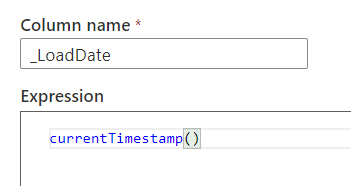 Column name *
_LoadDate
Expression
currentTimestamp()